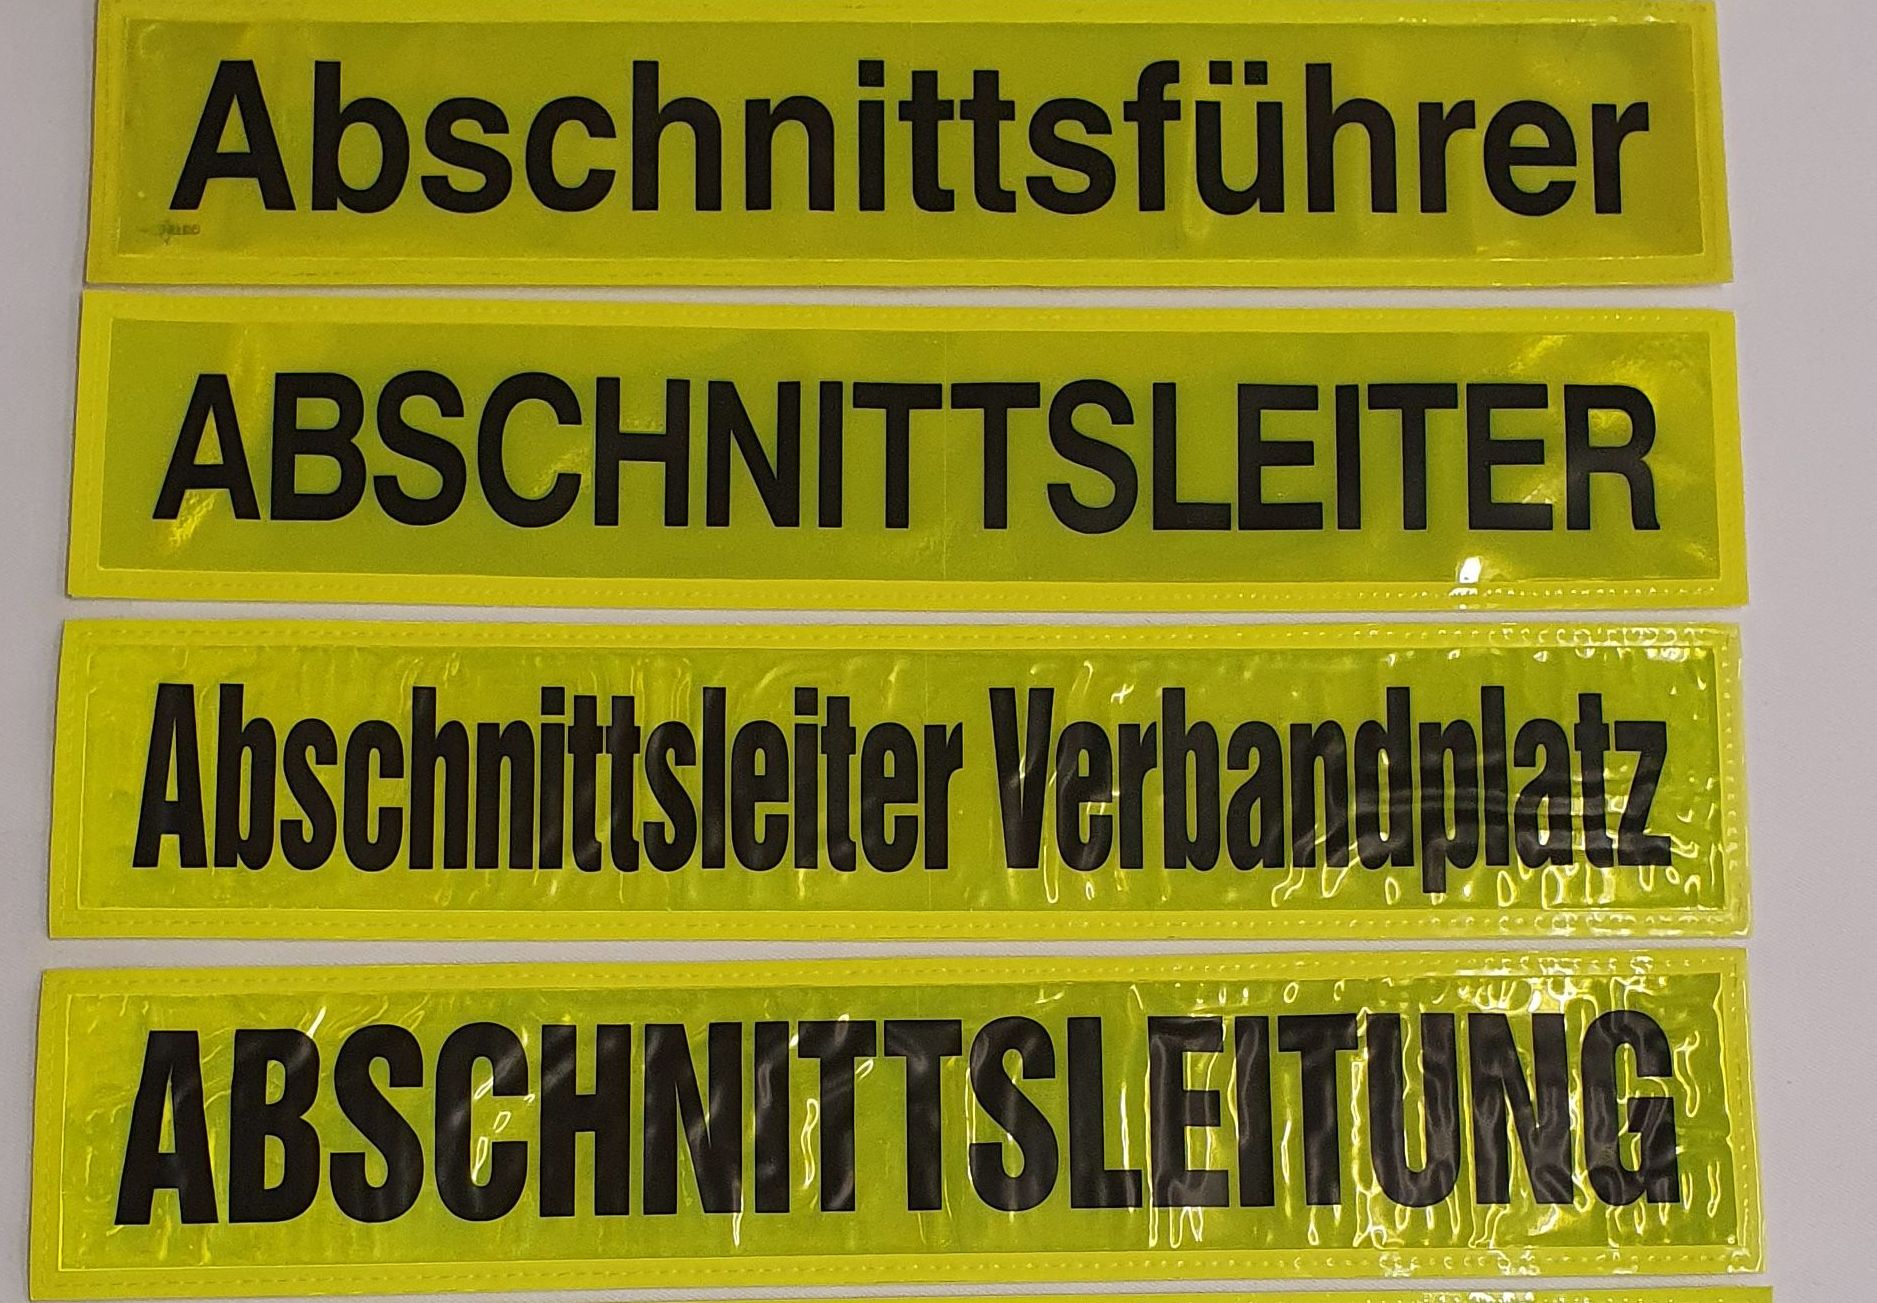 Abschnittsführer
ABSCHNITTSLEITER
Abschnittsleiter Verbandplatz
ABSCHNITTSLEITUNG